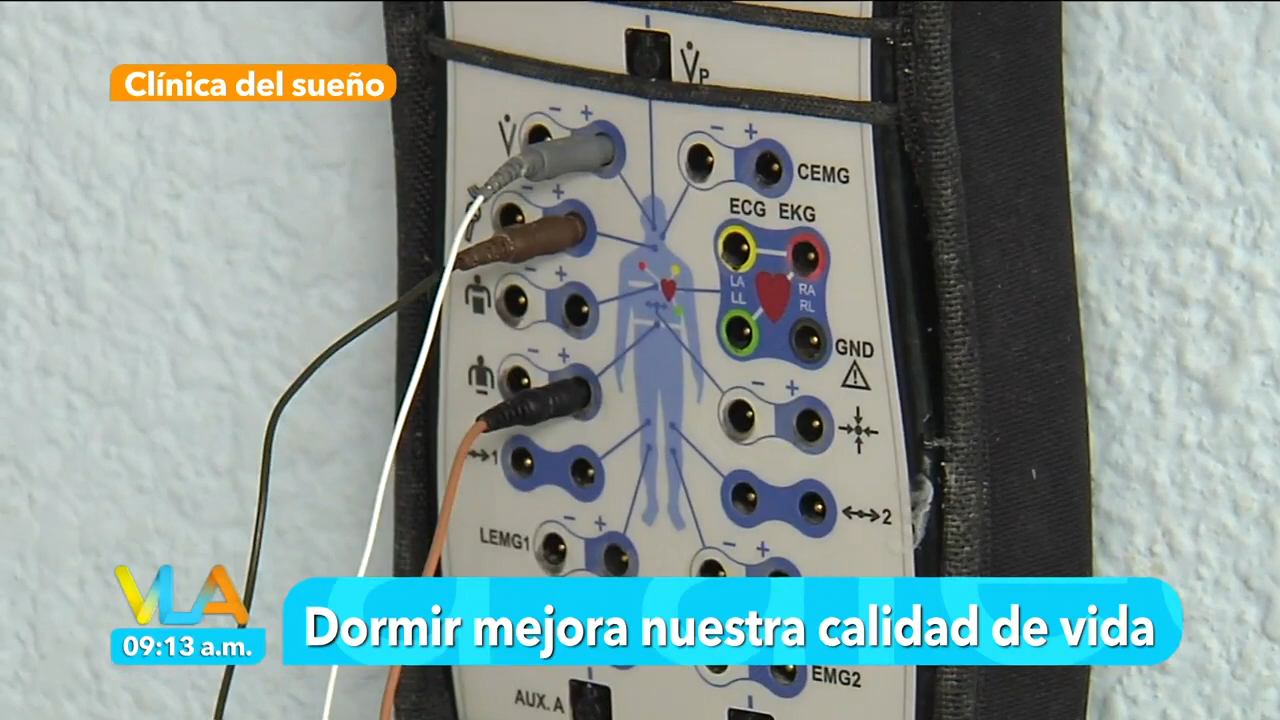 Clínica del sueño
V̇P
V̇
- +
- +
CEMG
- +
ECG EKG
LA
RA
LL
RL
- +
GND
- +
- +
1
2
LEMG1
- +
- +
VLA
09:13 a.m.
Dormir mejora nuestra calidad de vida
EMG2
AUX. A